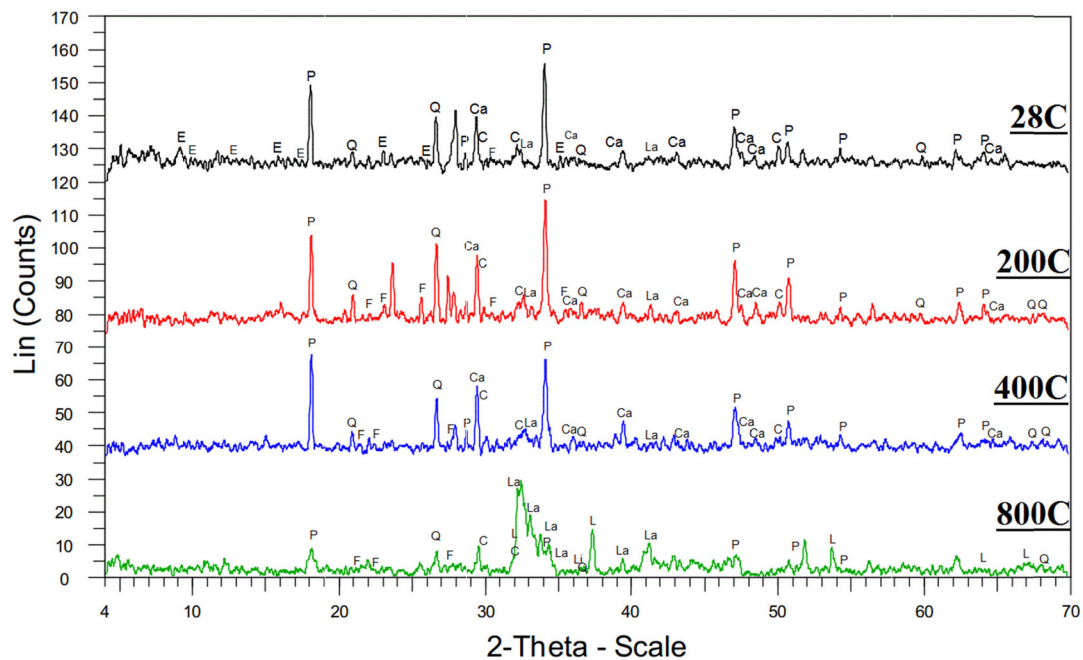 170
160
150
140
130
120
110
100
90
80
70
60
50
40
30
20
10
0
Lin (Counts)
E E E E E P Q E E Q P Ca C F C La P E Ca Q Ca La Ca P Ca Ca C P P Q P P Ca
28C
P Q F F F Q P Ca C F C La P F Ca Q Ca La Ca P Ca Ca C P P Q P P Ca Q Q
200C
P Q F F Q F P Ca C C La P Ca Q Ca La Ca P Ca Ca C P P P P Ca Q Q
400C
P F F Q F C La L C La La P La Li Q L La La P P L P L L Q
800C
4 10 20 30 40 50 60 70
2-Theta - Scale